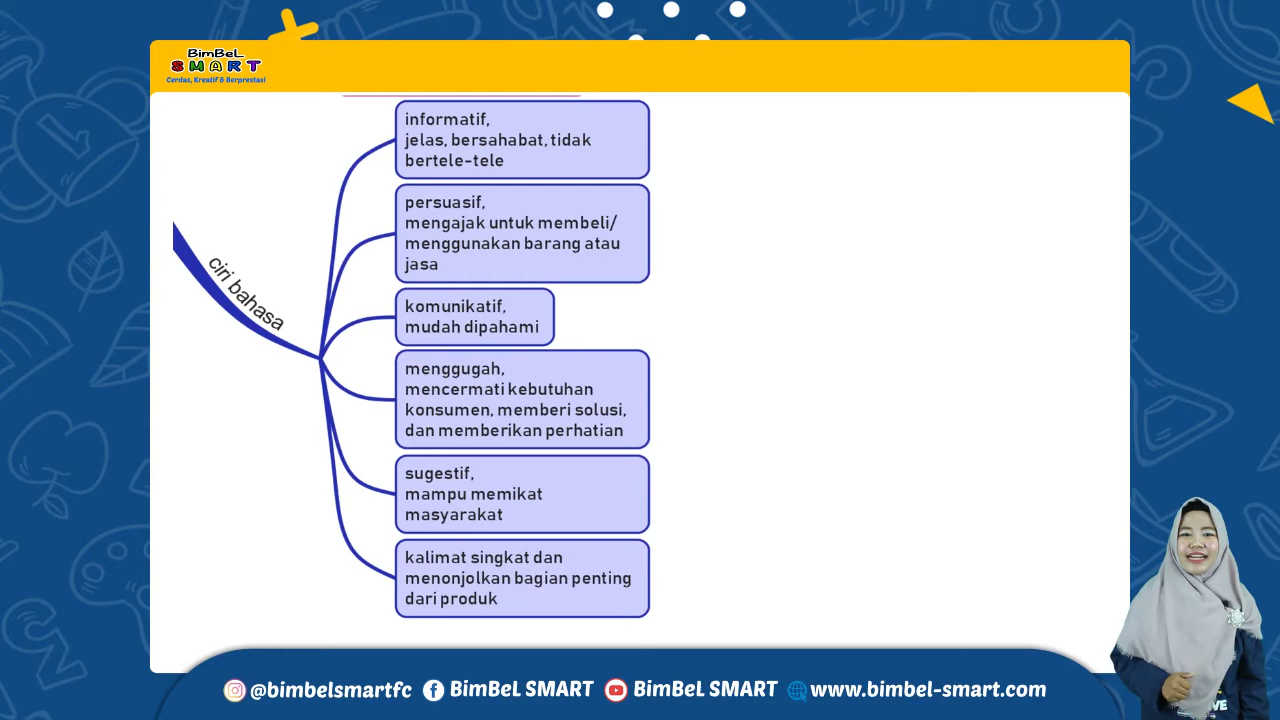 BimBeL
SMART
Cerdas, Kreatif & Berprestasi
informatif,
jelas, bersahabat, tidak
bertele-tele
persuasif,
mengajak untuk membeli/
menggunakan barang atau
jasa
ciri bahasa
komunikatif,
mudah dipahami
menggugah,
mencermati kebutuhan
konsumen, memberi solusi,
dan memberikan perhatian
sugestif,
mampu memikat
masyarakat
kalimat singkat dan
menonjolkan bagian penting
dari produk
@bimbelsmartfc BimBeL SMART BimBeL SMART www.bimbel-smart.com